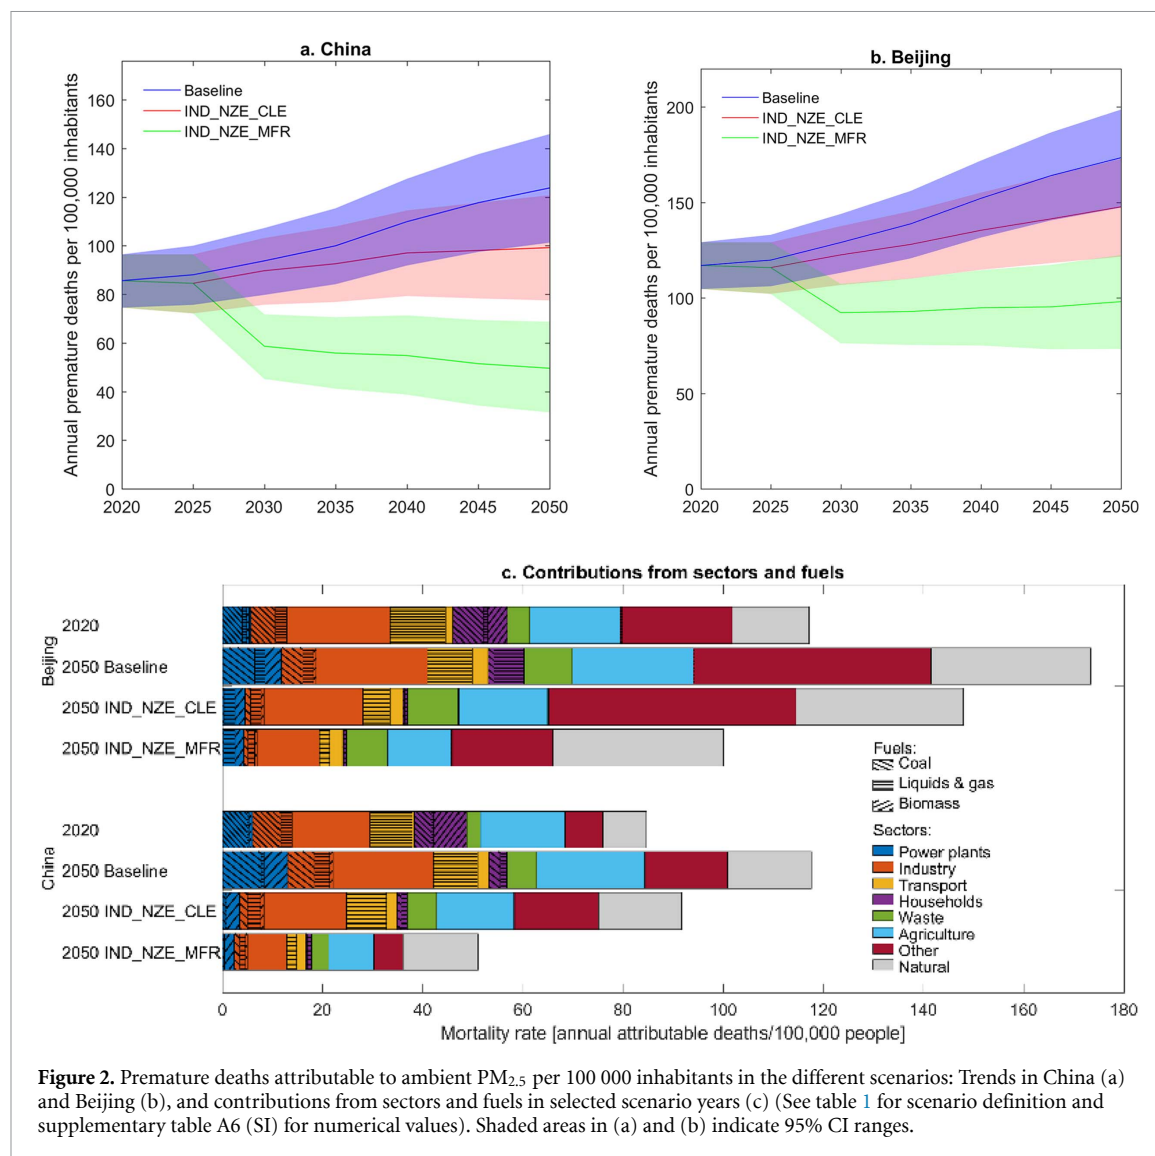 a. China
Annual premature deaths per 100,000 inhabitants
160
140
120
100
80
60
40
20
0
Baseline
IND_NZE_CLE
IND_NZE_MFR
2020 2025 2030 2035 2040 2045 2050
b. Beijing
Annual premature deaths per 100,000 inhabitants
200
150
100
50
0
Baseline
IND_NZE_CLE
IND_NZE_MFR
2020 2025 2030 2035 2040 2045 2050
c. Contributions from sectors and fuels
Beijing
2020
2050 Baseline
2050 IND_NZE_CLE
2050 IND_NZE_MFR
China
2020
2050 Baseline
2050 IND_NZE_CLE
2050 IND_NZE_MFR
Fuels:
Coal
Liquids & gas
Biomass
Sectors:
Power plants
Industry
Transport
Households
Waste
Agriculture
Other
Natural
0 20 40 60 80 100 120 140 160 180
Mortality rate [annual attributable deaths/100,000 people]
Figure 2. Premature deaths attributable to ambient PM2.5 per 100 000 inhabitants in the different scenarios: Trends in China (a)
and Beijing (b), and contributions from sectors and fuels in selected scenario years (c) (See table 1 for scenario definition and
supplementary table A6 (SI) for numerical values). Shaded areas in (a) and (b) indicate 95% CI ranges.